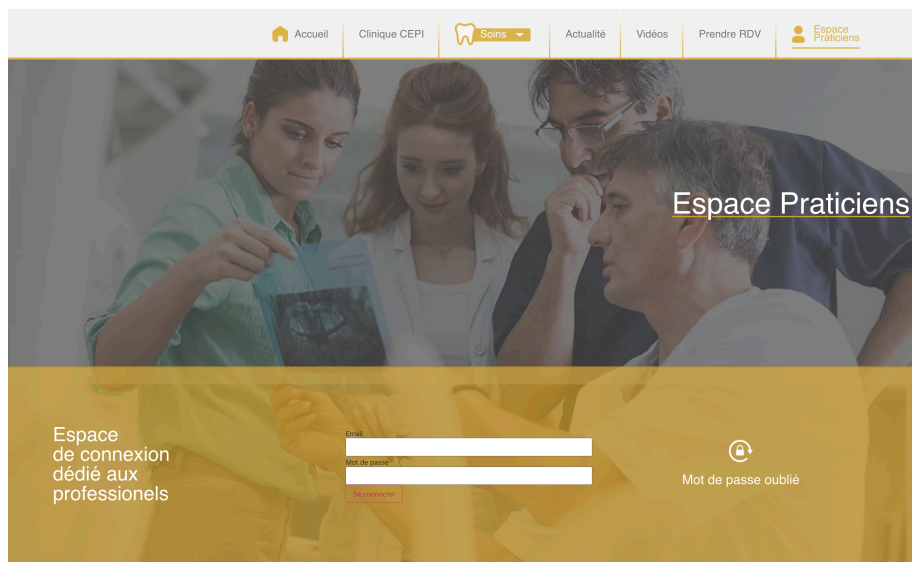 Accueil
Clinique CEPI
Soins
Actualité
Vidéos
Prendre RDV
Espace
Praticiens
Espace Praticiens
Espace
de connexion
dédié aux
professionels
Email
Mot de passe
Se connecter
Mot de passe oublié